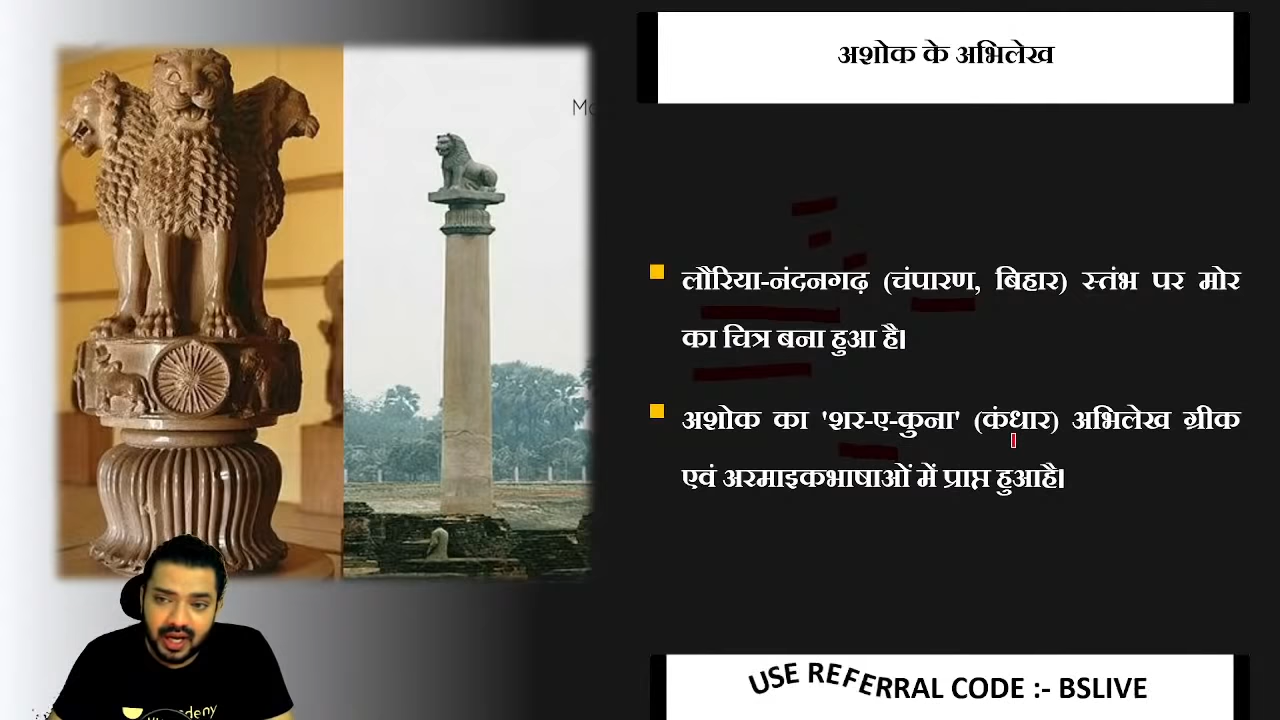 अशोक के अभिलेख
लौरिया-नंदनगढ़ (चंपारण, बिहार) स्तंभ पर मोर
का चित्र बना हुआ है।
अशोक का 'शर-ए-कुना' (कंधार) अभिलेख ग्रीक
एवं अरमाइकभाषाओं में प्राप्त हुआहै।
USE REFERRAL CODE :- BSLIVE